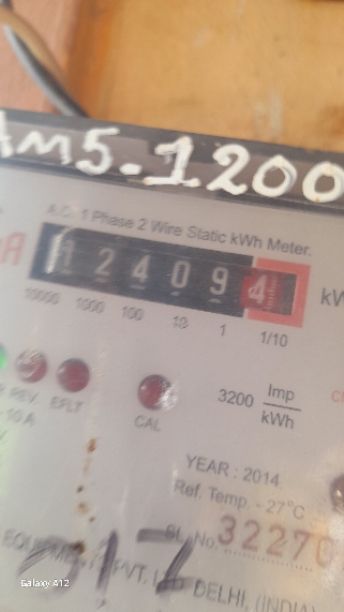 AM5.1200
A.C. 1 Phase 2 Wire Static kWh Meter.
1 2 4 0 9 4
10000 1000 100 10 1 1/10
REV EFLT
CAL
3200 Imp/kWh
10 A
YEAR : 2014
Ref. Temp. - 27°C
SL. No. 32270
PVT. DELHI, (INDIA)
Galaxy A12